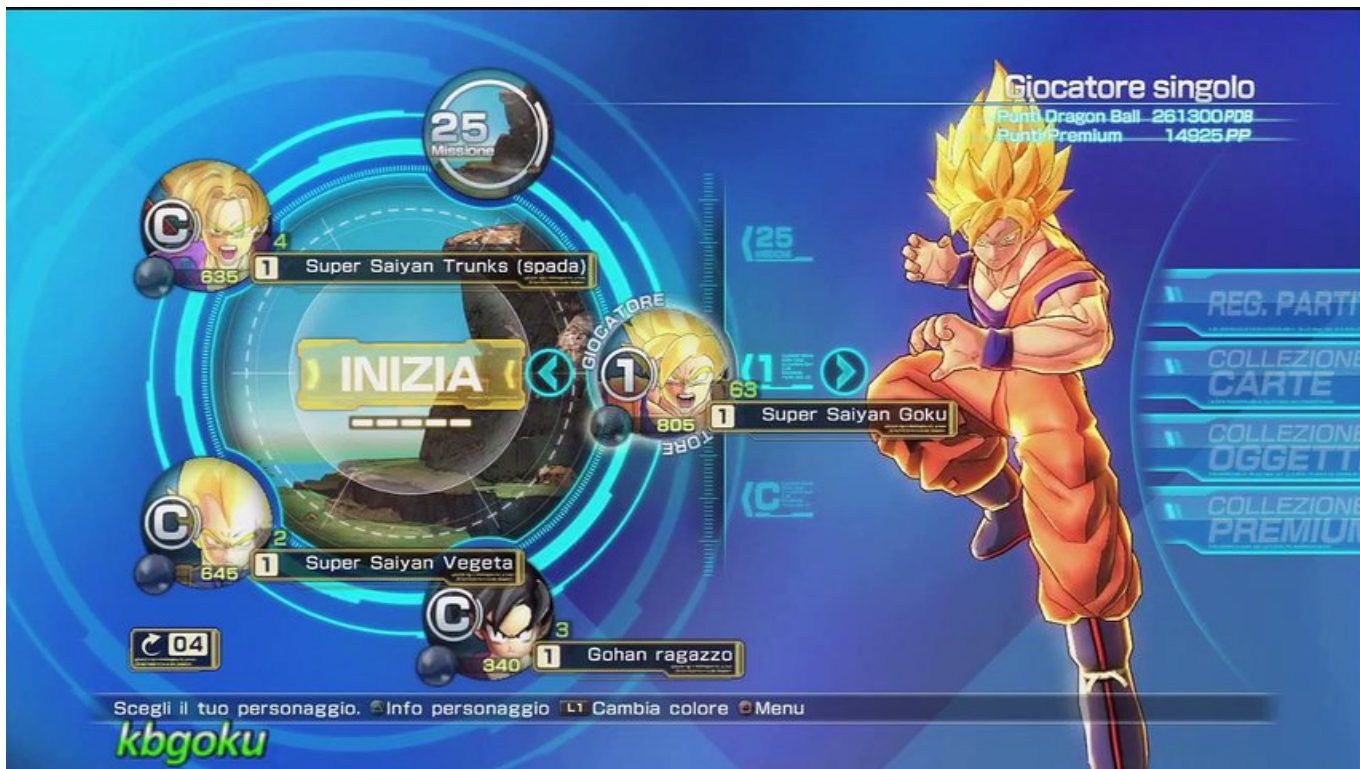 Giocatore singolo
Punti Dragon Ball 261300 PDB
Punti Premium 14925 PP
25
Missione
C
635
4
1 Super Saiyan Trunks (spada)
25
MISSIONE
REG. PARTI
INIZIA
GIOCATORE
1
805
63
1 Super Saiyan Goku
1
COLLEZIONE
CARTE
COLLEZIONE
OGGETT
C
645
2
1 Super Saiyan Vegeta
C
COLLEZIONE
PREMIUM
C
340
3
1 Gohan ragazzo
04
Scegli il tuo personaggio. Info personaggio L1 Cambia colore Menu
kbgoku